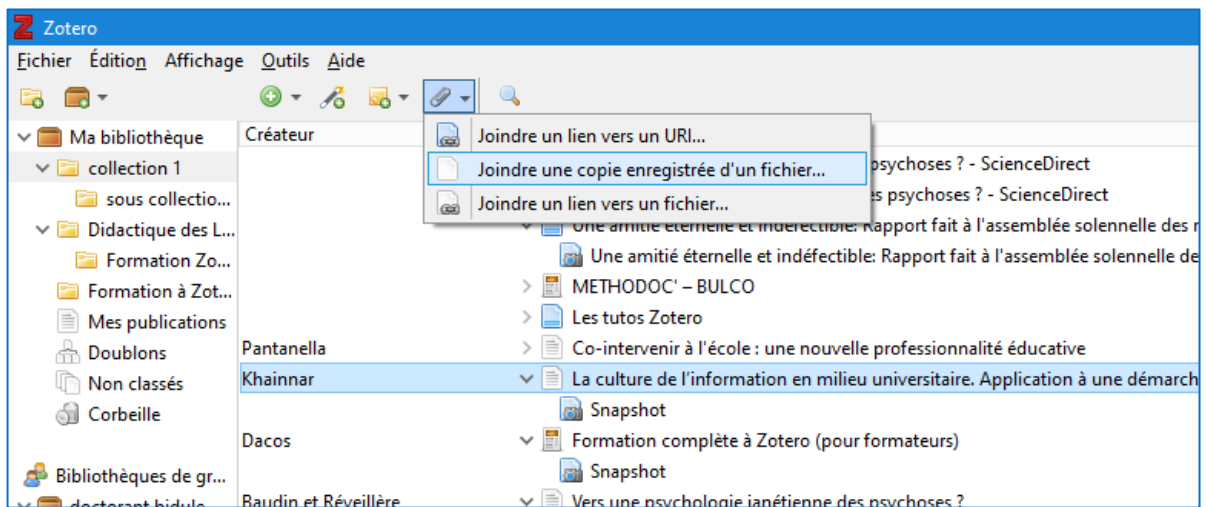 Zotero
Fichier Édition Affichage Outils Aide
Joindre un lien vers un URI...
Joindre une copie enregistrée d'un fichier...
Joindre un lien vers un fichier...
Ma bibliothèque
collection 1
sous collectio...
Didactique des L...
Formation Zo...
Formation à Zot...
Mes publications
Doublons
Non classés
Corbeille
Bibliothèques de gr...
doctorant bidule
Créateur
psychoses ? - ScienceDirect
es psychoses ? - ScienceDirect
Une amitié éternelle et indéfectible: Rapport fait à l'assemblée solennelle des
Une amitié éternelle et indéfectible: Rapport fait à l'assemblée solennelle de
METHODOC' – BULCO
Les tutos Zotero
Pantanella Co-intervenir à l'école : une nouvelle professionnalité éducative
Khainnar La culture de l'information en milieu universitaire. Application à une démarch
Snapshot
Dacos Formation complète à Zotero (pour formateurs)
Snapshot
Baudin et Réveillère Vers une psychologie janétienne des psychoses ?